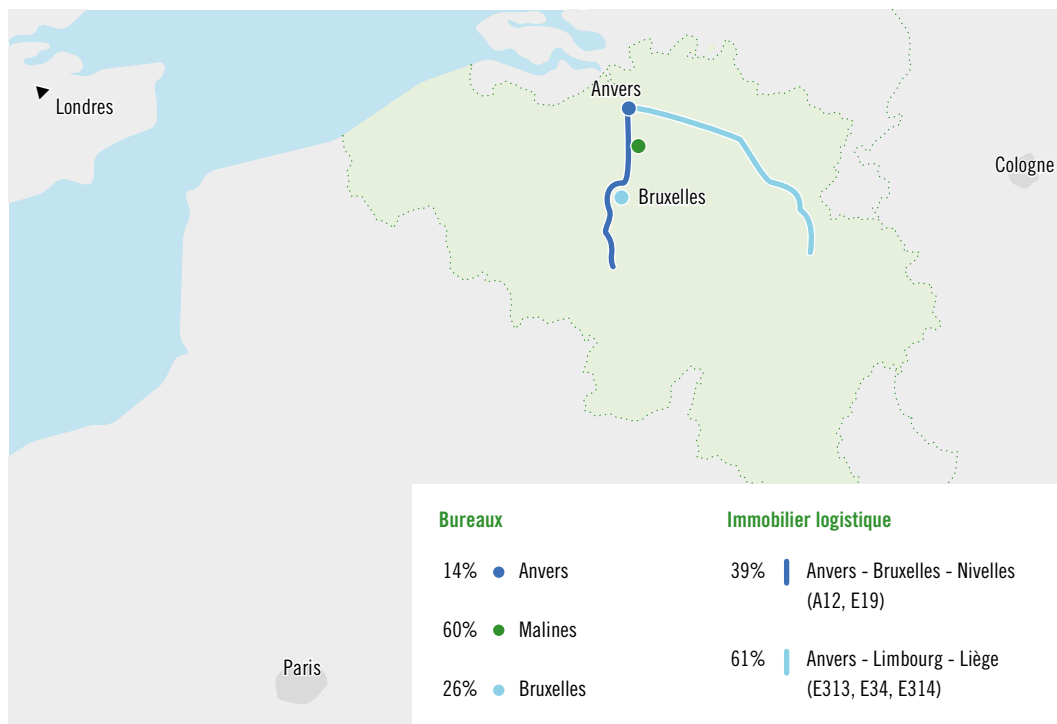 Londres
Anvers
Cologne
Bruxelles
Paris
Bureaux
14% Anvers
60% Malines
26% Bruxelles
Immobilier logistique
39% Anvers - Bruxelles - Nivelles
(A12, E19)
61% Anvers - Limbourg - Liège
(E313, E34, E314)